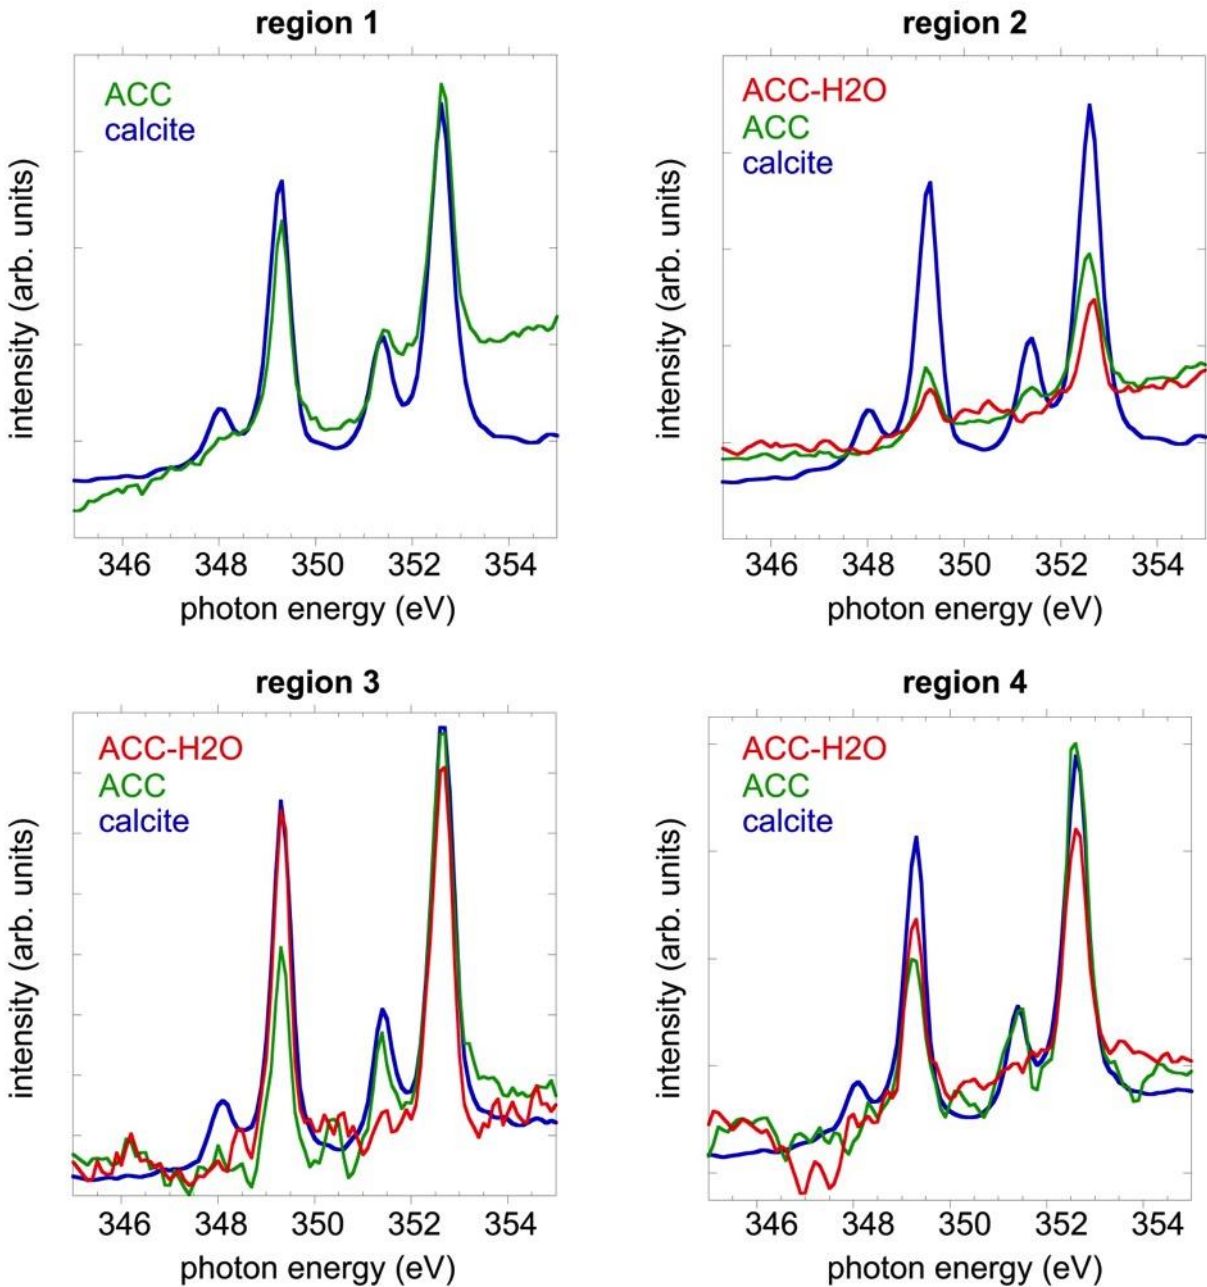 region 1
ACC
calcite
intensity (arb. units)
346 348 350 352 354
photon energy (eV)
region 2
ACC-H2O
ACC
calcite
intensity (arb. units)
346 348 350 352 354
photon energy (eV)
region 3
ACC-H2O
ACC
calcite
intensity (arb. units)
346 348 350 352 354
photon energy (eV)
region 4
ACC-H2O
ACC
calcite
intensity (arb. units)
346 348 350 352 354
photon energy (eV)